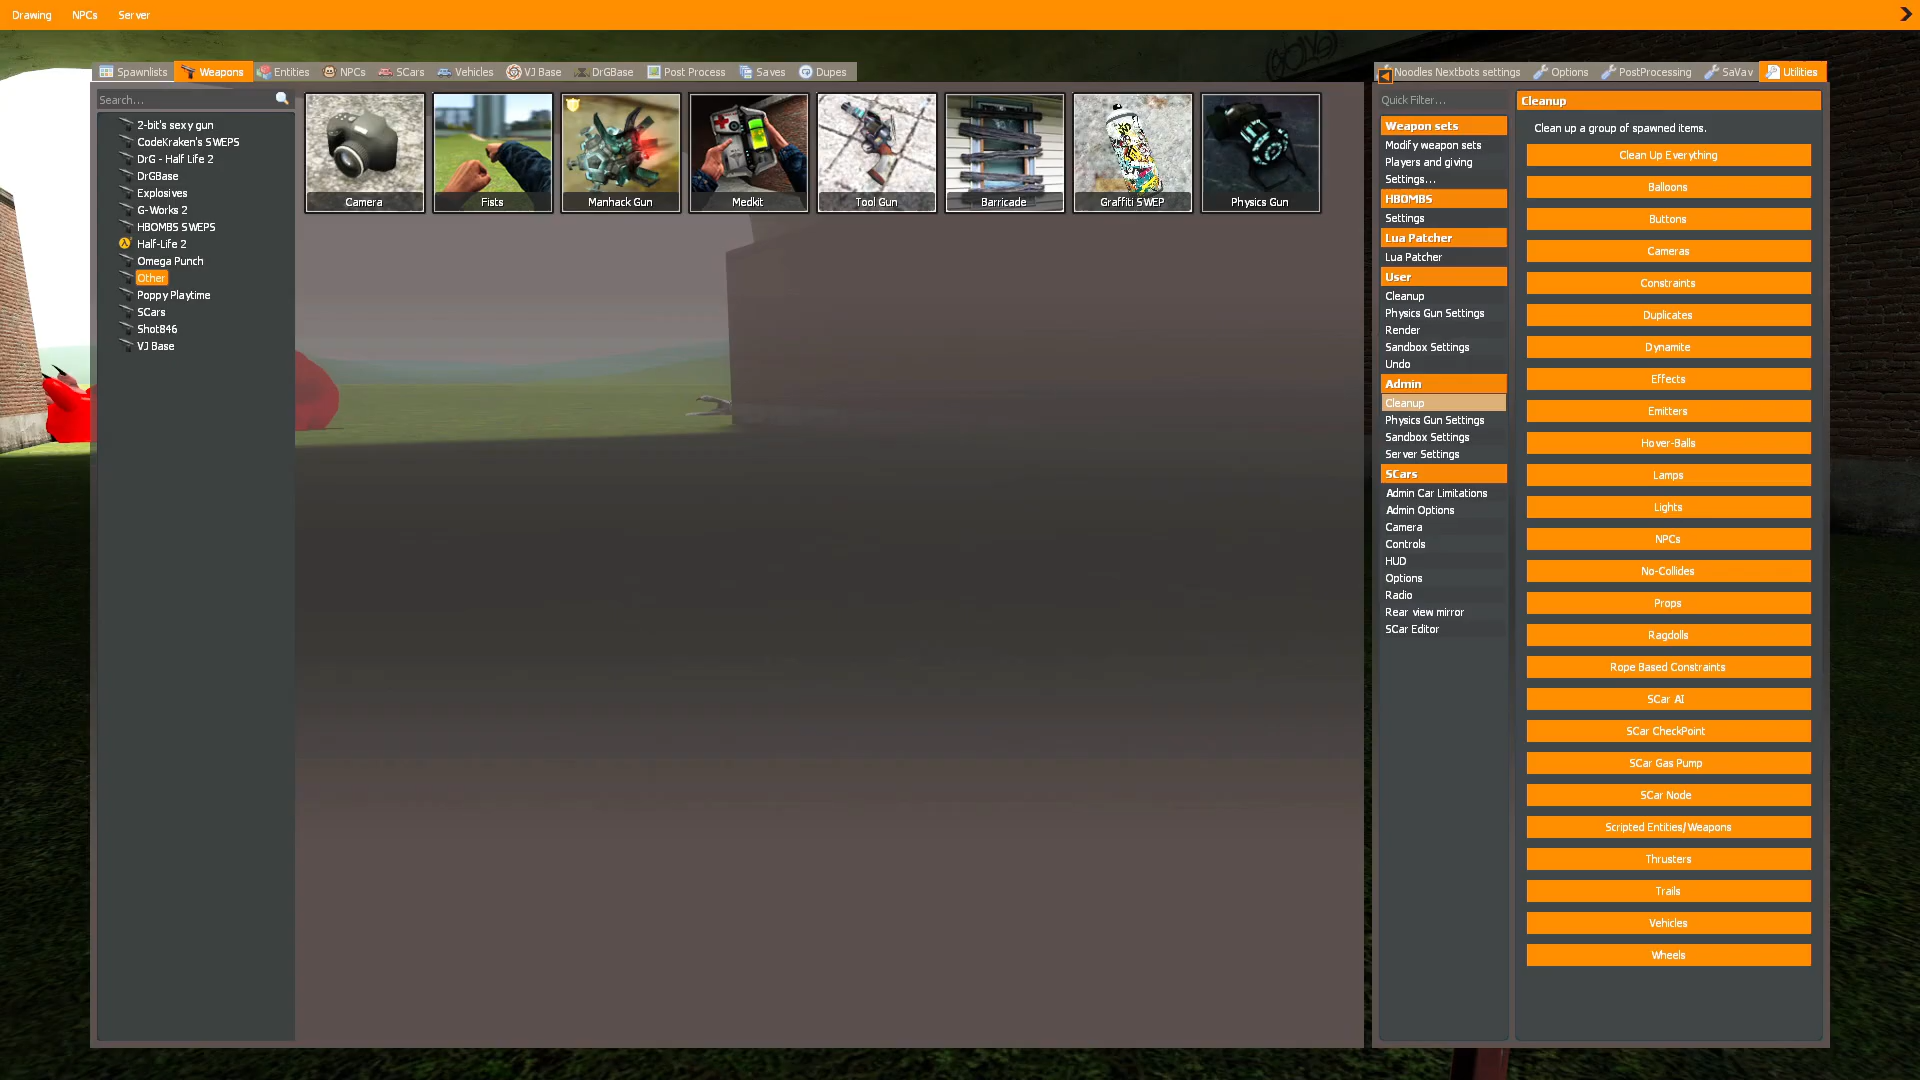 Drawing NPCs Server
Spawnlists Weapons Entities NPCs SCars Vehicles VJ Base DrGBase Post Process Saves Dupes
Search...
2-bit's sexy gun
CodeKraken's SWEPS
DrG - Half Life 2
DrGBase
Explosives
G-Works 2
HBOMBS SWEPS
Half-Life 2
Omega Punch
Other
Poppy Playtime
SCars
Shot846
VJ Base
Camera
Fists
Manhack Gun
Medkit
Tool Gun
Barricade
Graffiti SWEP
Physics Gun
Noodles Nextbots settings Options PostProcessing SaVav Utilities
Quick Filter...
Weapon sets
Modify weapon sets
Players and giving
Settings...
HBOMBS
Settings
Lua Patcher
Lua Patcher
User
Cleanup
Physics Gun Settings
Render
Sandbox Settings
Undo
Admin
Cleanup
Physics Gun Settings
Sandbox Settings
Server Settings
SCars
Admin Car Limitations
Admin Options
Camera
Controls
HUD
Options
Radio
Rear view mirror
SCar Editor
Cleanup
Clean up a group of spawned items.
Clean Up Everything
Balloons
Buttons
Cameras
Constraints
Duplicates
Dynamite
Effects
Emitters
Hover-Balls
Lamps
Lights
NPCs
No-Collides
Props
Ragdolls
Rope Based Constraints
SCar AI
SCar CheckPoint
SCar Gas Pump
SCar Node
Scripted Entities/Weapons
Thrusters
Trails
Vehicles
Wheels